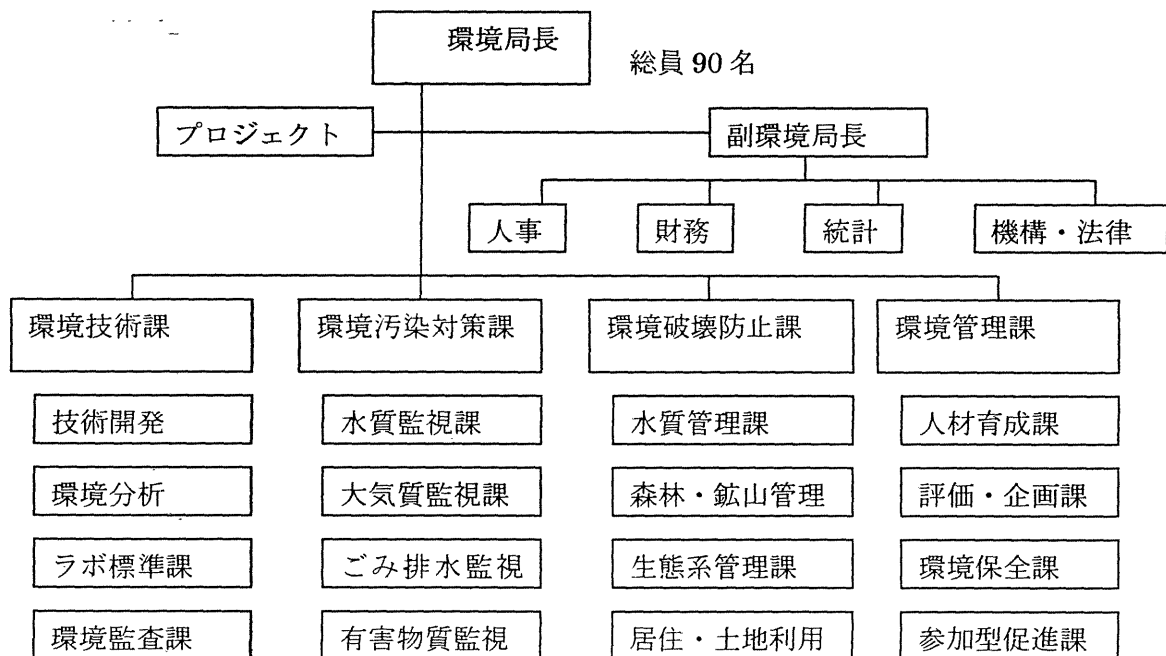 環境局長
総員 90 名
プロジェクト
副環境局長
人事
財務
統計
機構・法律
環境技術課
環境汚染対策課
環境破壊防止課
環境管理課
技術開発
水質監視課
水質管理課
人材育成課
環境分析
大気質監視課
森林・鉱山管理
評価・企画課
ラボ標準課
ごみ排水監視
生態系管理課
環境保全課
環境監査課
有害物質監視
居住・土地利用
参加型促進課